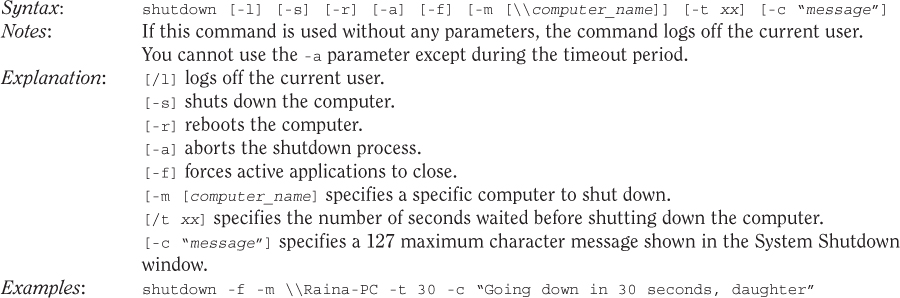 Syntax: shutdown [-l] [-s] [-r] [-a] [-f] [-m [\\computer_name]] [-t xx] [-c “message”]
Notes: If this command is used without any parameters, the command logs off the current user.
You cannot use the -a parameter except during the timeout period.
Explanation: [/l] logs off the current user.
[-s] shuts down the computer.
[-r] reboots the computer.
[-a] aborts the shutdown process.
[-f] forces active applications to close.
[-m [computer_name] specifies a specific computer to shut down.
[/t xx] specifies the number of seconds waited before shutting down the computer.
[-c “message”] specifies a 127 maximum character message shown in the System Shutdown
window.
Examples: shutdown -f -m \\Raina-PC -t 30 -c “Going down in 30 seconds, daughter”